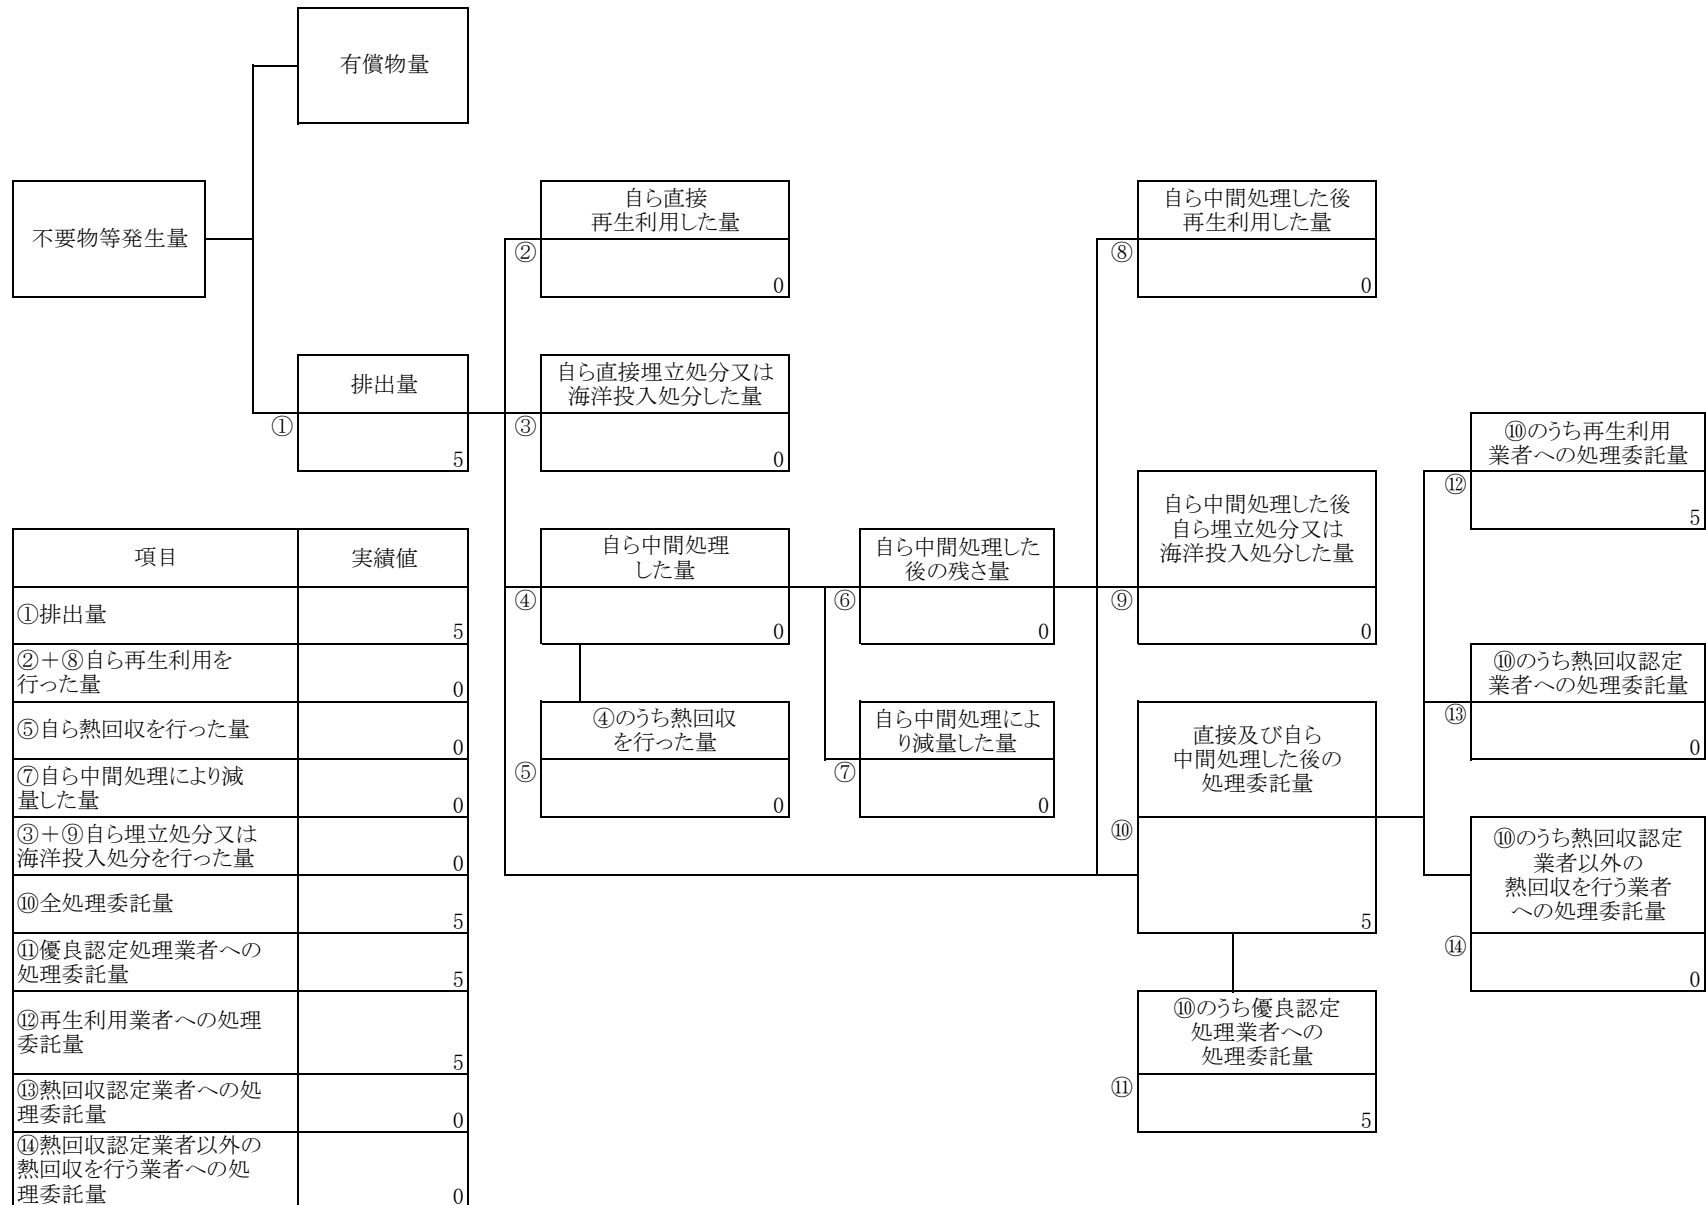 有償物量
不要物等発生量
自ら直接
再生利用した量
②
0
自ら中間処理した後
再生利用した量
⑧
0
排出量
①
5
自ら直接埋立処分又は
海洋投入処分した量
③
0
⑩のうち再生利用
業者への処理委託量
⑫
5
自ら中間処理した後
自ら埋立処分又は
海洋投入処分した量
⑨
0
自ら中間処理
した量
④
0
自ら中間処理した
後の残さ量
⑥
0
⑩のうち熱回収認定
業者への処理委託量
⑬
0
④のうち熱回収
を行った量
⑤
0
自ら中間処理によ
り減量した量
⑦
0
直接及び自ら
中間処理した後の
処理委託量
⑩
5
⑩のうち熱回収認定
業者以外の
熱回収を行う業者
への処理委託量
⑭
0
⑩のうち優良認定
処理業者への
処理委託量
⑪
5
項目 実績値
①排出量 5
②+⑧自ら再生利用を
行った量 0
⑤自ら熱回収を行った量 0
⑦自ら中間処理により減
量した量 0
③+⑨自ら埋立処分又は
海洋投入処分を行った量 0
⑩全処理委託量 5
⑪優良認定処理業者への
処理委託量 5
⑫再生利用業者への処理
委託量 5
⑬熱回収認定業者への処
理委託量 0
⑭熱回収認定業者以外の
熱回収を行う業者への処
理委託量 0